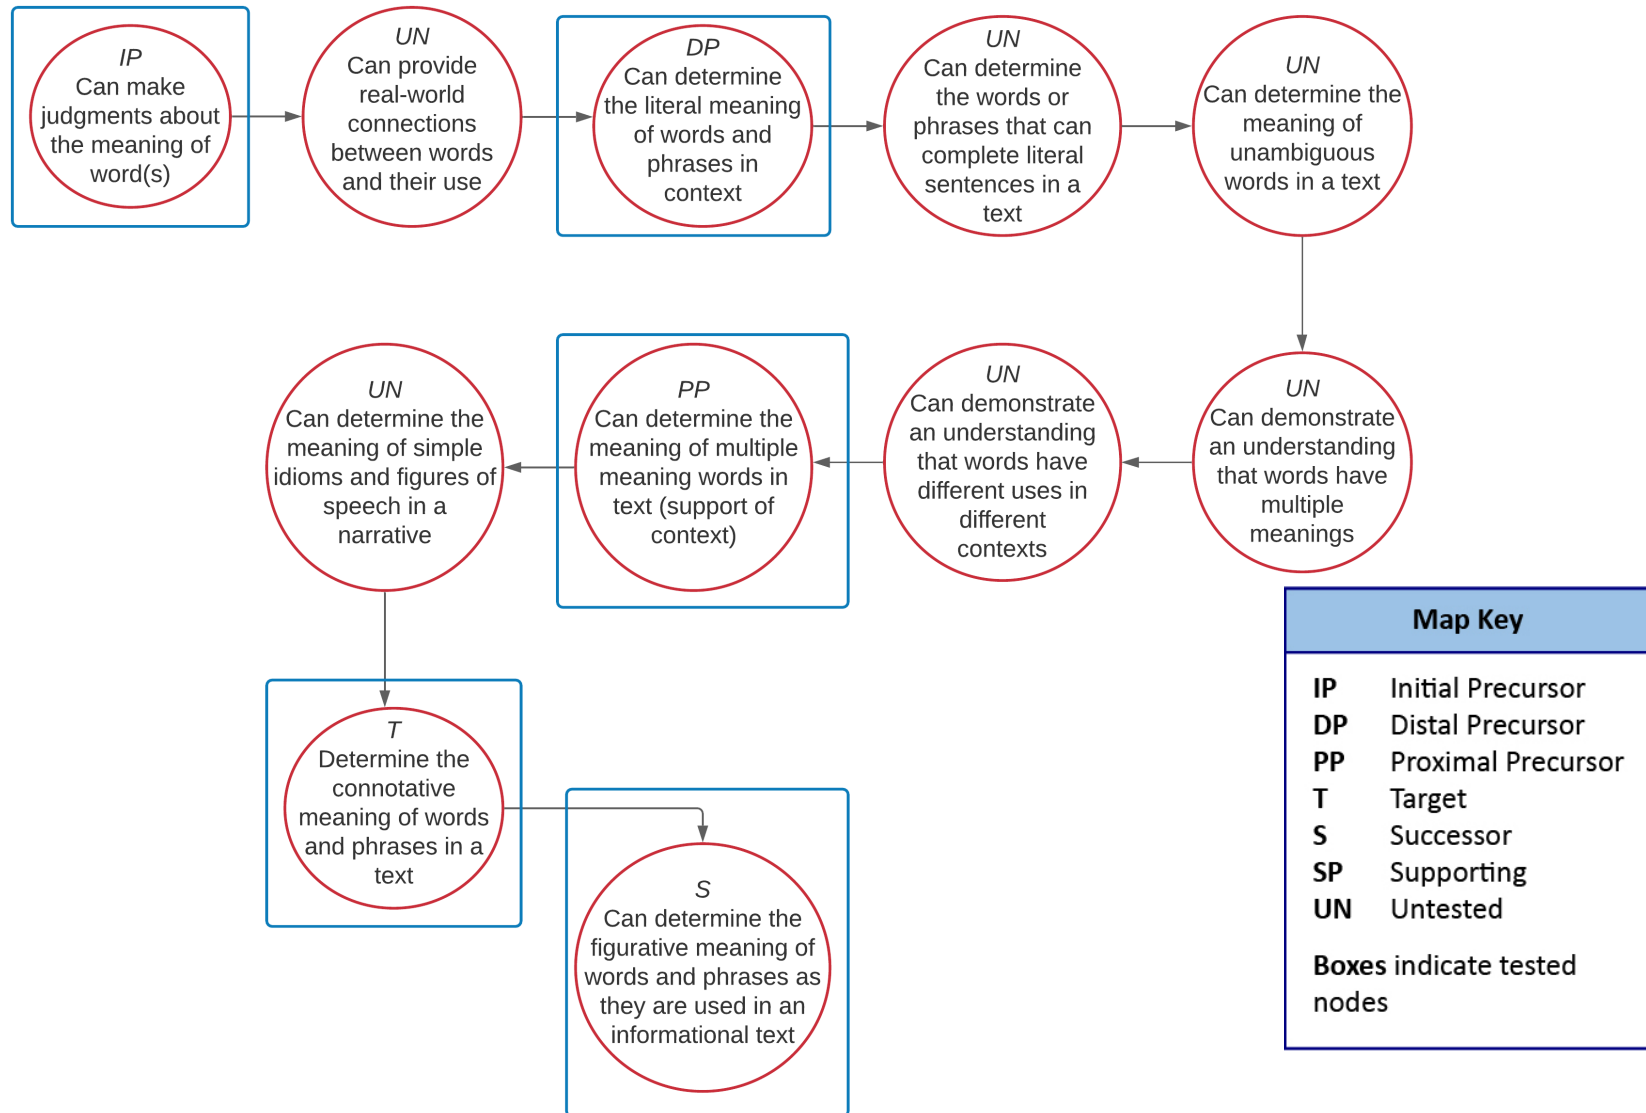 IP
Can make
judgments about
the meaning of
word(s)
UN
Can provide
real-world
connections
between words
and their use
DP
Can determine
the literal meaning
of words and
phrases in
context
UN
Can determine
the words or
phrases that can
complete literal
sentences in a
text
UN
Can determine the
meaning of
unambiguous
words in a text
UN
Can demonstrate
an understanding
that words have
multiple
meanings
UN
Can demonstrate
an understanding
that words have
different uses in
different
contexts
PP
Can determine the
meaning of multiple
meaning words in
text (support of
context)
UN
Can determine the
meaning of simple
idioms and figures of
speech in a
narrative
T
Determine the
connotative
meaning of words
and phrases in a
text
S
Can determine the
figurative meaning of
words and phrases as
they are used in an
informational text
Map Key
IP Initial Precursor
DP Distal Precursor
PP Proximal Precursor
T Target
S Successor
SP Supporting
UN Untested
Boxes indicate tested
nodes